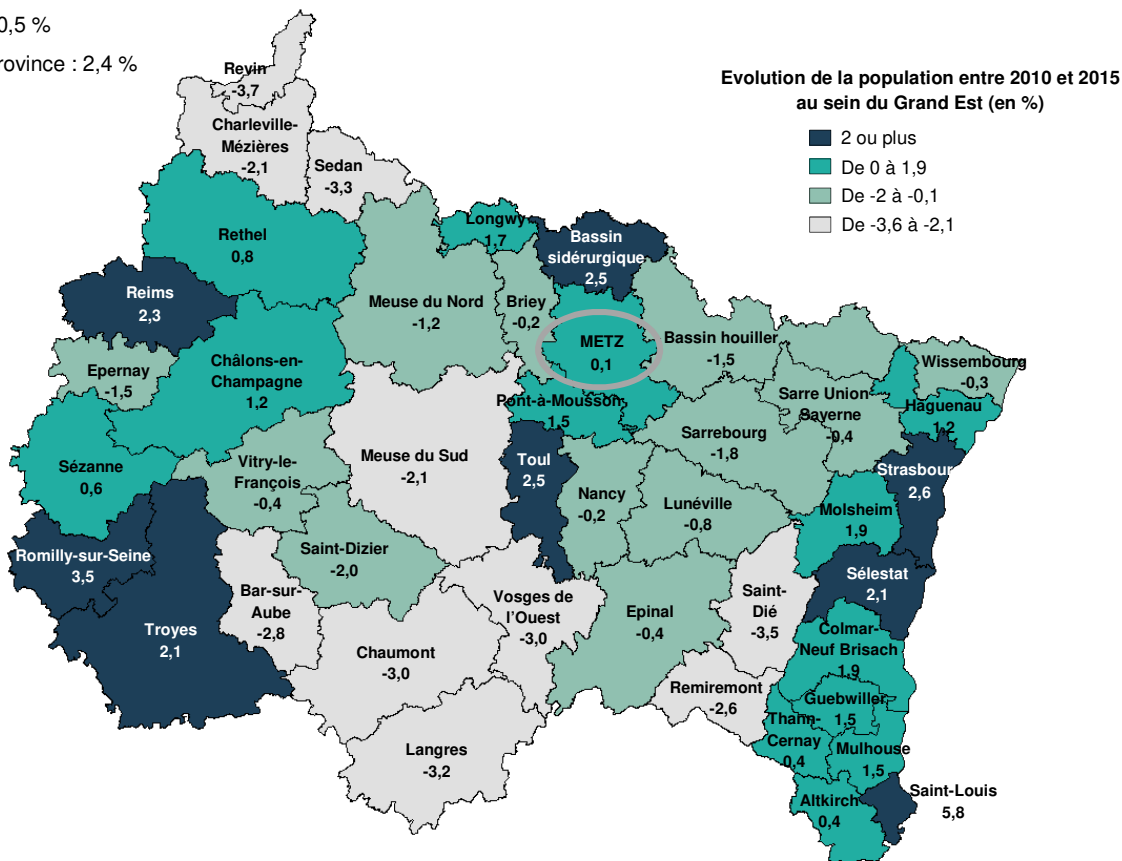 0,5 %
rovince : 2,4 %
Evolution de la population entre 2010 et 2015
au sein du Grand Est (en %)
2 ou plus
De 0 à 1,9
De -2 à -0,1
De -3,6 à -2,1
Revin
-3,7
Charleville-
Mézières
-2,1
Sedan
-3,3
Rethel
0,8
Longwy
1,7
Bassin
sidérurgique
2,5
Reims
2,3
Meuse du Nord
-1,2
Briey
-0,2
METZ
0,1
Bassin houiller
-1,5
Wissembourg
-0,3
Epernay
-1,5
Châlons-en-
Champagne
1,2
Pont-à-Mousson
1,5
Sarre Union-
Saverne
-0,4
Haguenau
1,2
Sézanne
0,6
Vitry-le-
François
-0,4
Meuse du Sud
-2,1
Toul
2,5
Nancy
-0,2
Sarrebourg
-1,8
Lunéville
-0,8
Strasbour
2,6
Molsheim
1,9
Romilly-sur-Seine
3,5
Saint-Dizier
-2,0
Bar-sur-
Aube
-2,8
Troyes
2,1
Vosges de
l'Ouest
-3,0
Epinal
-0,4
Saint-
Dié
-3,5
Sélestat
2,1
Colmar-
Neuf Brisach
1,9
Chaumont
-3,0
Remiremont
-2,6
Guebwiller
1,5
Thann-
Cernay
0,4
Mulhouse
1,5
Langres
-3,2
Altkirch
0,4
Saint-Louis
5,8